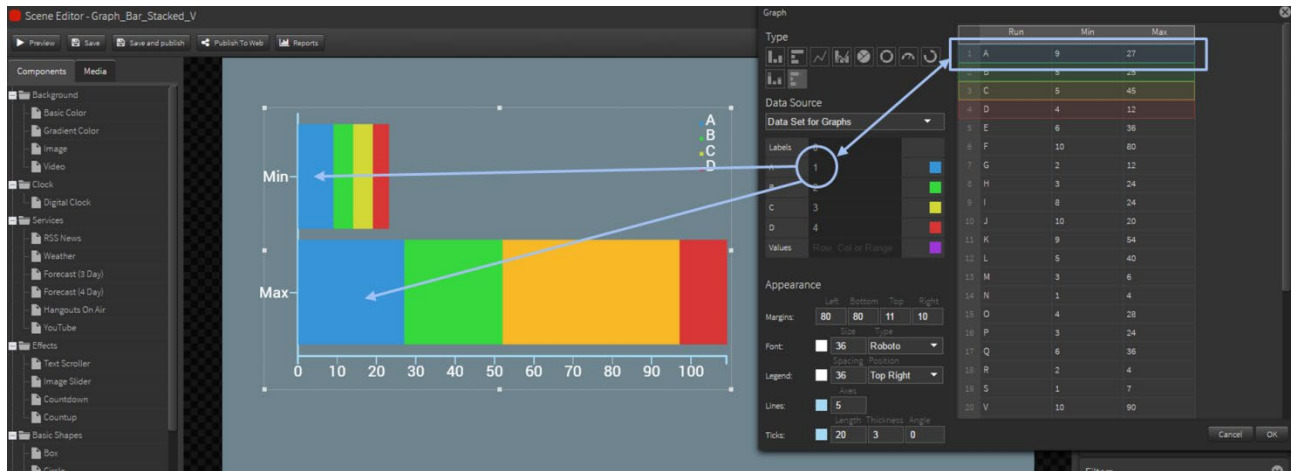 Scene Editor - Graph_Bar_Stacked_V
Preview Save Save and publish Publish To Web Reports
Components Media
Background
Basic Color
Gradient Color
Image
Video
Clock
Digital Clock
Services
RSS News
Weather
Forecast (3 Day)
Forecast (4 Day)
Hangouts On Air
YouTube
Effects
Text Scroller
Image Slider
Countdown
Countup
Basic Shapes
Box
Circle
A
B
C
D
Min
Max
0 10 20 30 40 50 60 70 80 90 100
Graph
Type
Data Source
Data Set for Graphs
Labels 0
A 1
B 2
C 3
D 4
Values Row, Col or Range
Appearance
Left Bottom Top Right
Margins: 80 80 11 10
Size Type
Font: 36 Roboto
Spacing Position
Legend: 36 Top Right
Axes
Lines: 5
Length Thickness Angle
Ticks: 20 3 0
Run Min Max
1 A 9 27
B 5 25
3 C 5 45
4 D 4 12
5 E 6 36
6 F 10 80
7 G 2 12
8 H 3 24
9 I 8 24
10 J 10 20
11 K 9 54
12 L 5 40
13 M 3 6
14 N 1 4
15 O 4 28
16 P 3 24
17 Q 6 36
18 R 2 4
19 S 1 7
20 V 10 90
Cancel OK
Filters